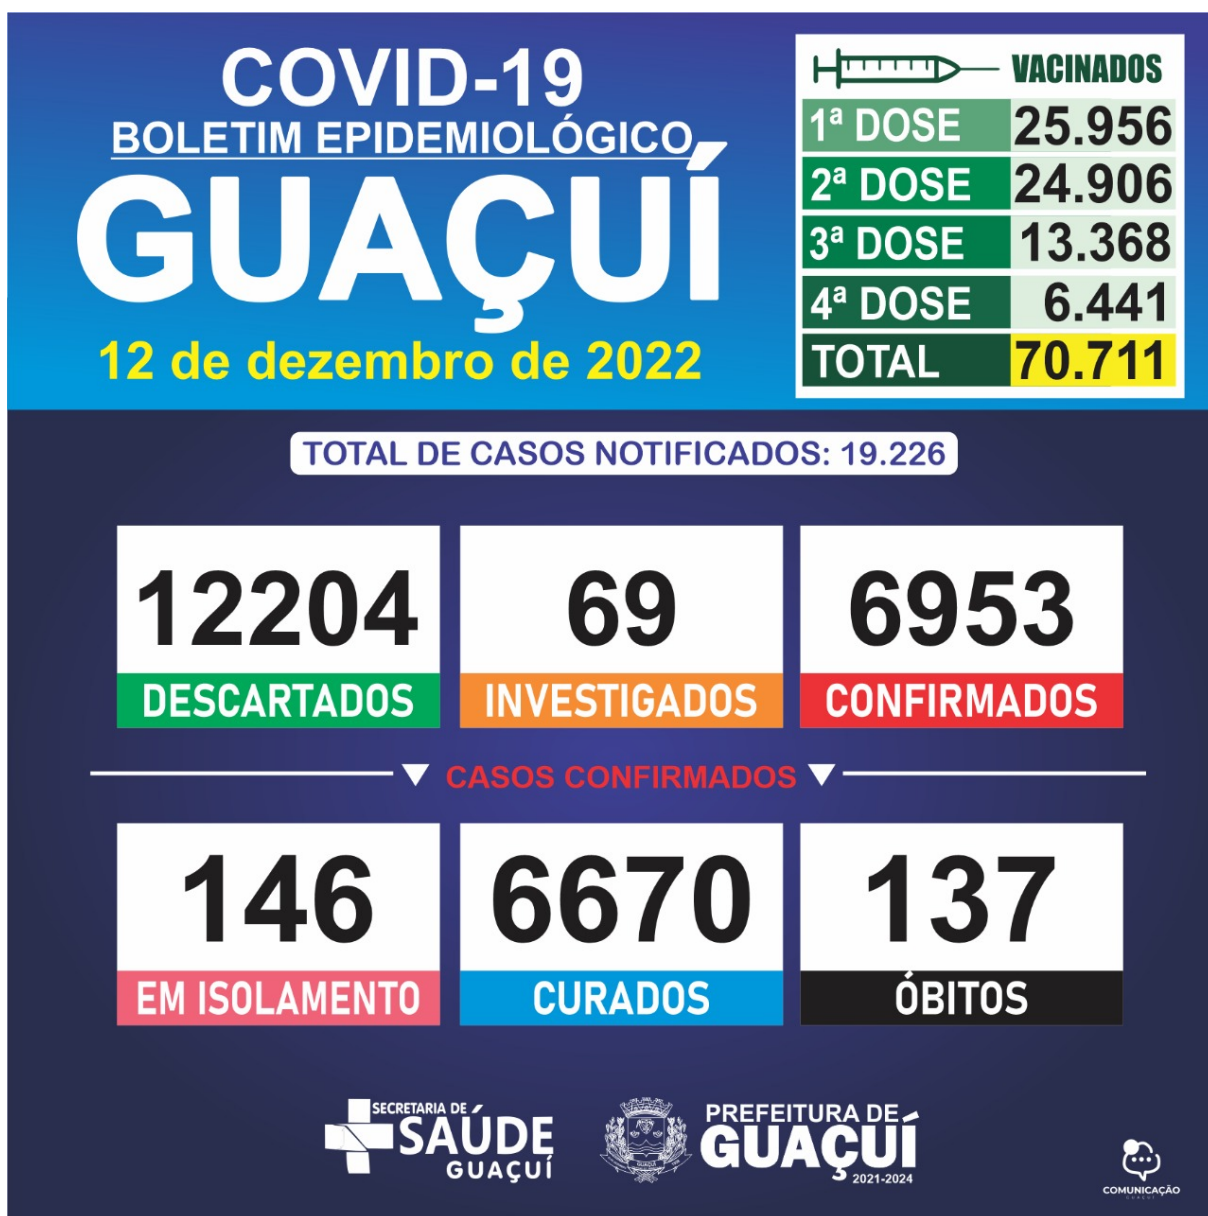 COVID-19
BOLETIM EPIDEMIOLÓGICO
GUAÇUÍ
12 de dezembro de 2022
VACINADOS
1ª DOSE 25.956
2ª DOSE 24.906
3ª DOSE 13.368
4ª DOSE 6.441
TOTAL 70.711
TOTAL DE CASOS NOTIFICADOS: 19.226
12204
DESCARTADOS
69
INVESTIGADOS
6953
CONFIRMADOS
CASOS CONFIRMADOS
146
EM ISOLAMENTO
6670
CURADOS
137
ÓBITOS
SECRETARIA DE
SAÚDE
GUAÇUÍ
PREFEITURA DE
GUAÇUÍ
2021-2024
COMUNICAÇÃO